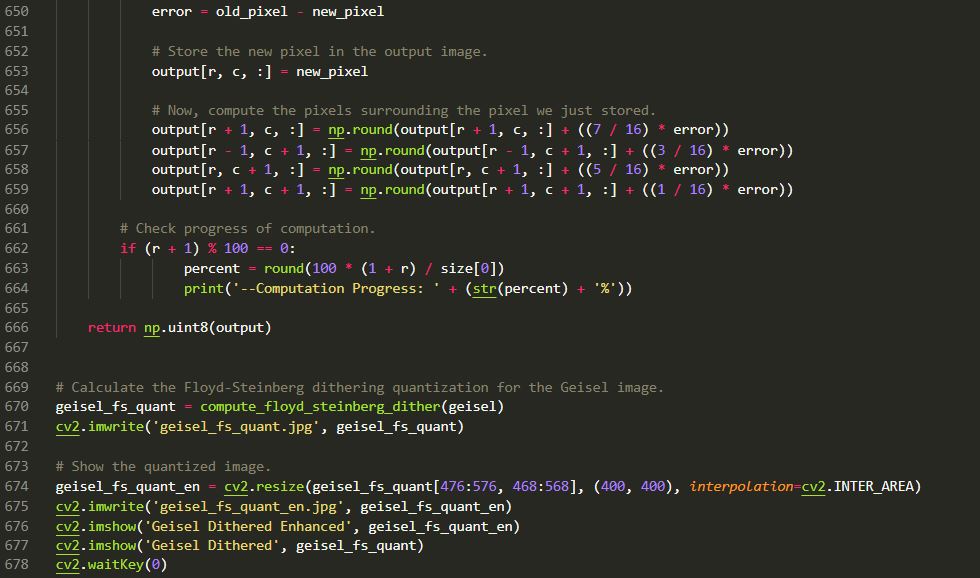 650 error = old_pixel - new_pixel
651
652 # Store the new pixel in the output image.
653 output[r, c, :] = new_pixel
654
655 # Now, compute the pixels surrounding the pixel we just stored.
656 output[r + 1, c, :] = np.round(output[r + 1, c, :] + ((7 / 16) * error))
657 output[r - 1, c + 1, :] = np.round(output[r - 1, c + 1, :] + ((3 / 16) * error))
658 output[r, c + 1, :] = np.round(output[r, c + 1, :] + ((5 / 16) * error))
659 output[r + 1, c + 1, :] = np.round(output[r + 1, c + 1, :] + ((1 / 16) * error))
660
661 # Check progress of computation.
662 if (r + 1) % 100 == 0:
663 percent = round(100 * (1 + r) / size[0])
664 print('--Computation Progress: ' + (str(percent) + '%'))
665
666 return np.uint8(output)
667
668
669 # Calculate the Floyd-Steinberg dithering quantization for the Geisel image.
670 geisel_fs_quant = compute_floyd_steinberg_dither(geisel)
671 cv2.imwrite('geisel_fs_quant.jpg', geisel_fs_quant)
672
673 # Show the quantized image.
674 geisel_fs_quant_en = cv2.resize(geisel_fs_quant[476:576, 468:568], (400, 400), interpolation=cv2.INTER_AREA)
675 cv2.imwrite('geisel_fs_quant_en.jpg', geisel_fs_quant_en)
676 cv2.imshow('Geisel Dithered Enhanced', geisel_fs_quant_en)
677 cv2.imshow('Geisel Dithered', geisel_fs_quant)
678 cv2.waitKey(0)